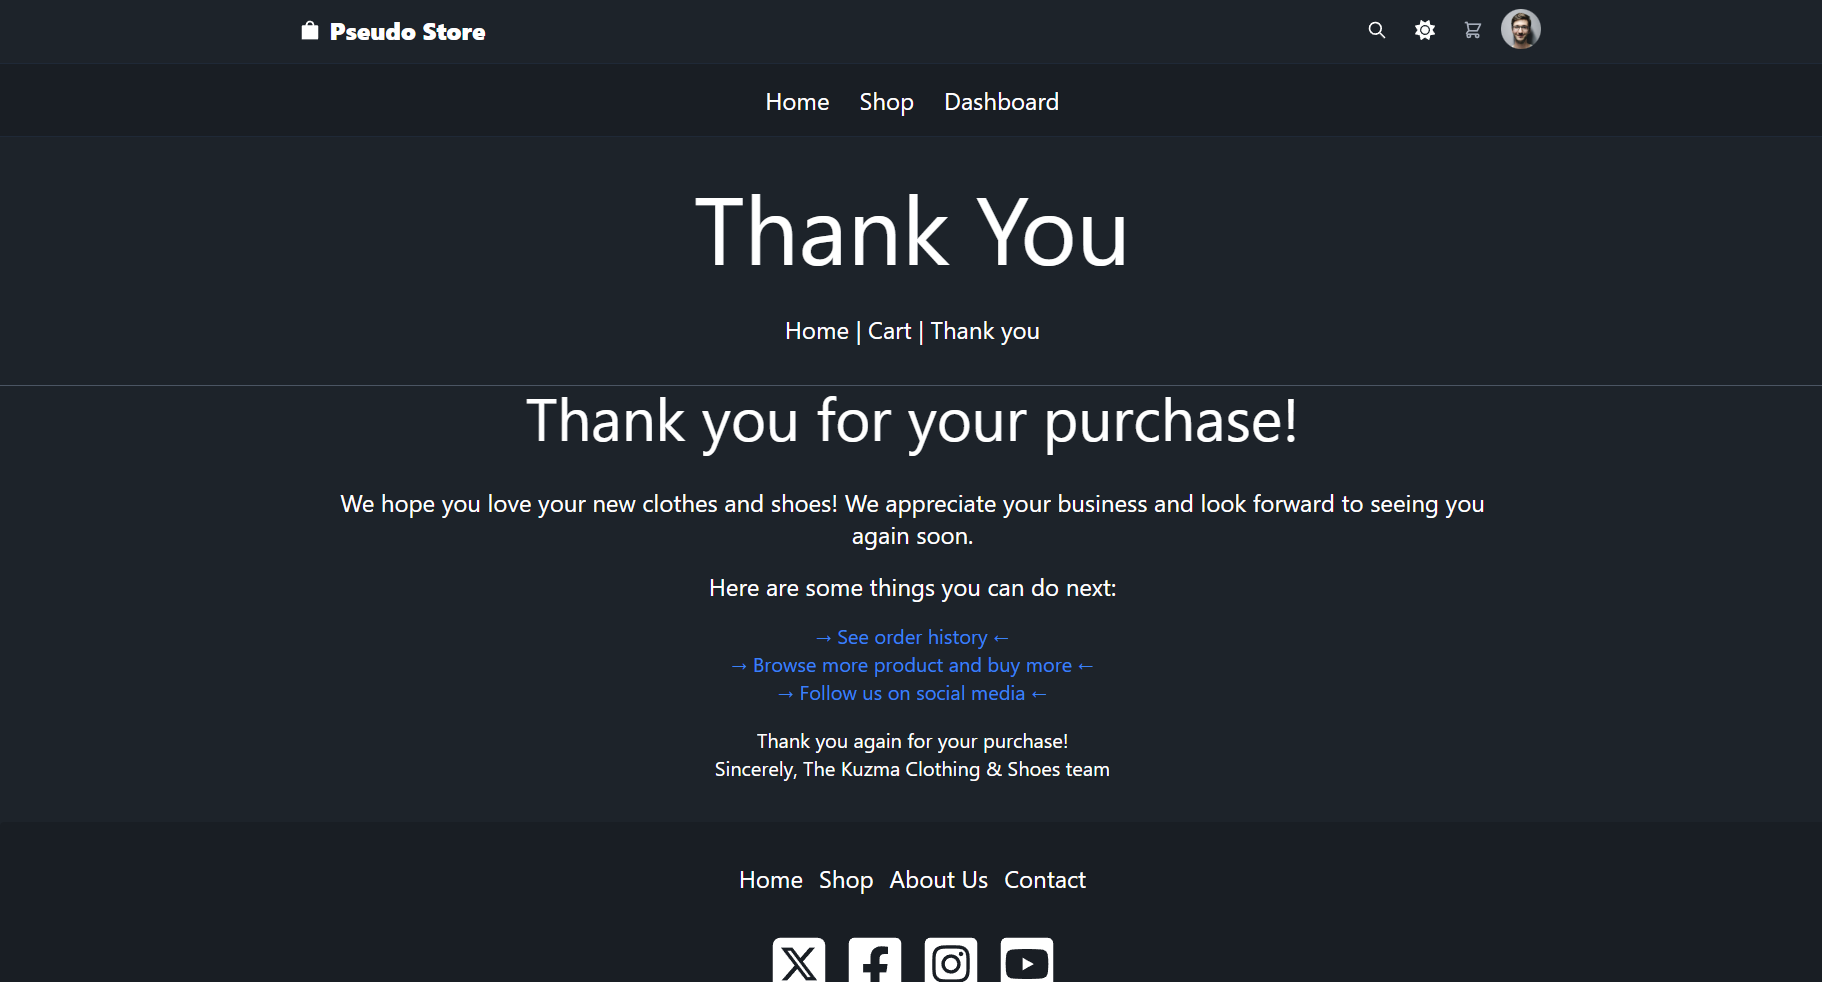 Pseudo Store
Home Shop Dashboard
Thank You
Home | Cart | Thank you
Thank you for your purchase!
We hope you love your new clothes and shoes! We appreciate your business and look forward to seeing you
again soon.
Here are some things you can do next:
→ See order history ←
→ Browse more product and buy more ←
→ Follow us on social media ←
Thank you again for your purchase!
Sincerely, The Kuzma Clothing & Shoes team
Home Shop About Us Contact